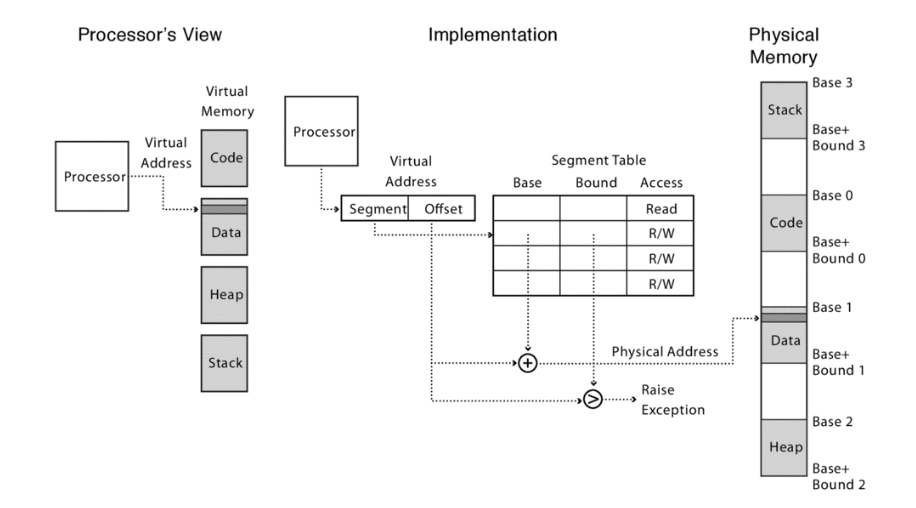 Processor's View
Virtual
Memory
Virtual
Address
Processor
Code
Data
Heap
Stack
Implementation
Processor
Virtual
Address
Segment Offset
Segment Table
Base Bound Access
Read
R/W
R/W
R/W
+
Physical Address
>
Raise
Exception
Physical
Memory
Base 3
Stack
Base+
Bound 3
Base 0
Code
Base+
Bound 0
Base 1
Data
Base+
Bound 1
Base 2
Heap
Base+
Bound 2